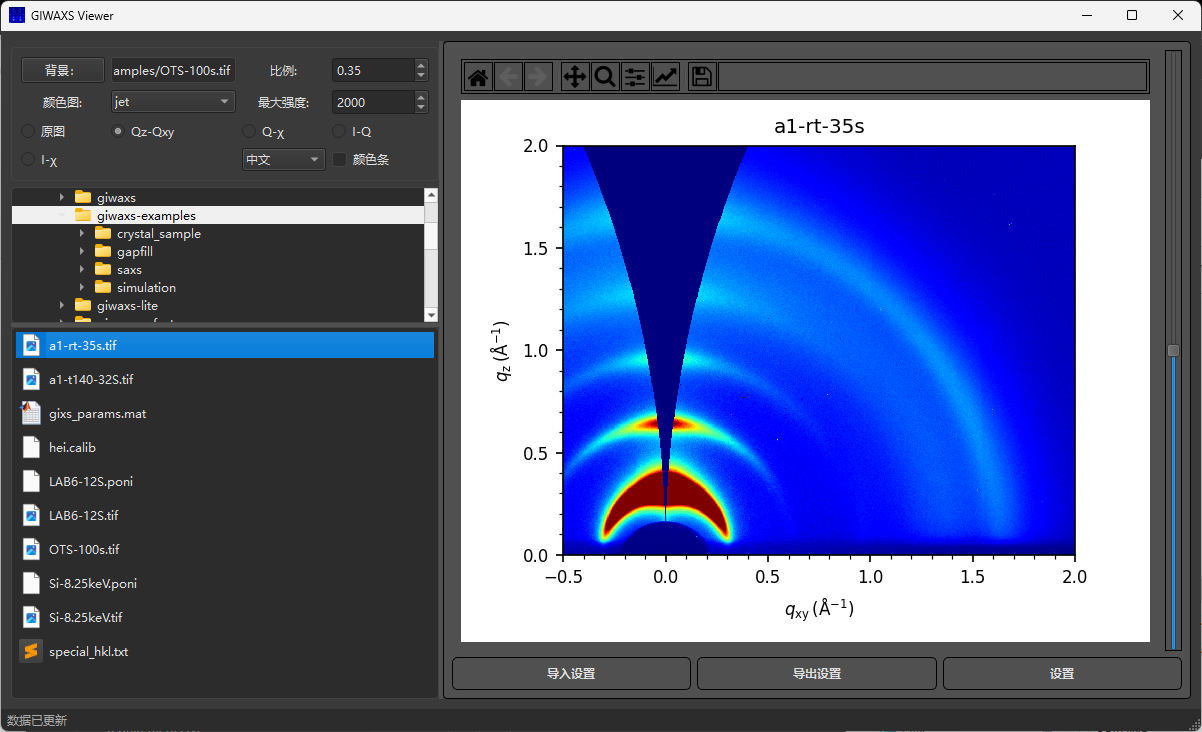 GIWAXS Viewer
背景:
amples/OTS-100s.tif
比例:
0.35
颜色图:
jet
最大强度:
2000
原图
Qz-Qxy
Q-χ
I-Q
I-χ
中文
颜色条
giwaxs
giwaxs-examples
crystal_sample
gapfill
saxs
simulation
giwaxs-lite
a1-rt-35s.tif
a1-t140-32S.tif
gixs_params.mat
hei.calib
LAB6-12S.poni
LAB6-12S.tif
OTS-100s.tif
Si-8.25keV.poni
Si-8.25keV.tif
special_hkl.txt
a1-rt-35s
2.0
1.5
1.0
0.5
0.0
qz (Å−1)
−0.5 0.0 0.5 1.0 1.5 2.0
qxy (Å−1)
导入设置
导出设置
设置
数据已更新